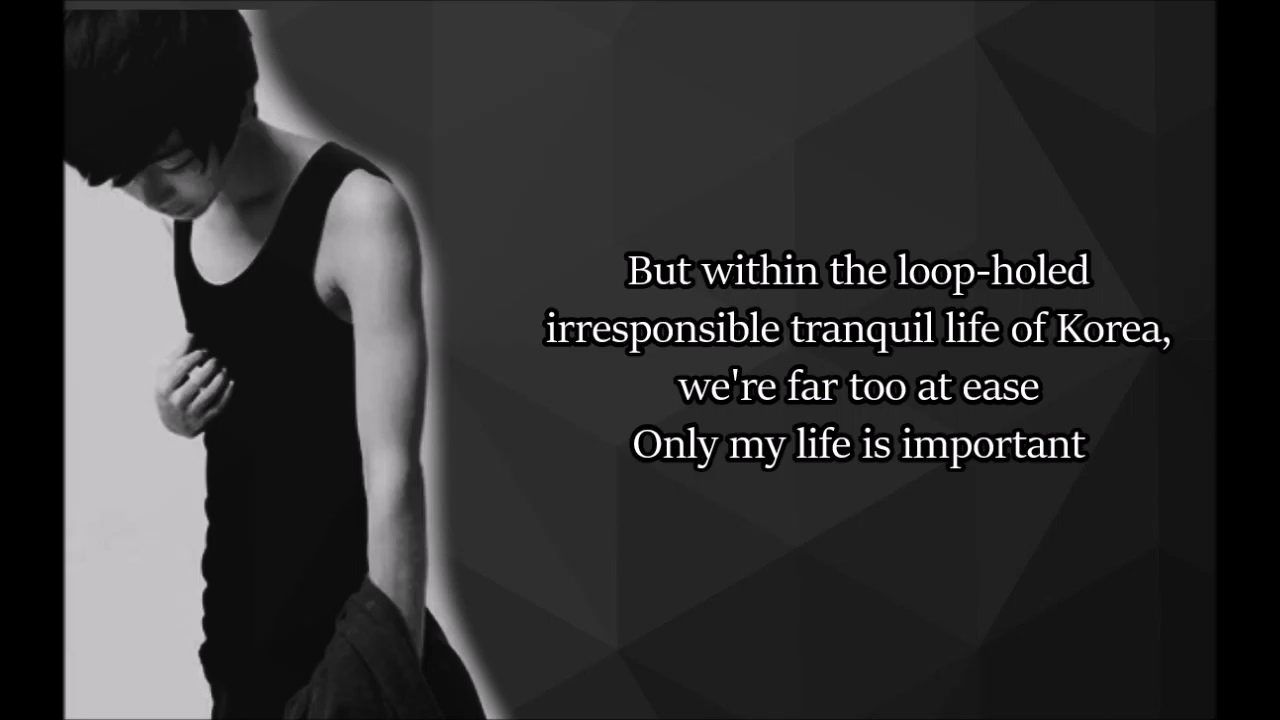 But within the loop-holed
irresponsible tranquil life of Korea,
we're far too at ease
Only my life is important